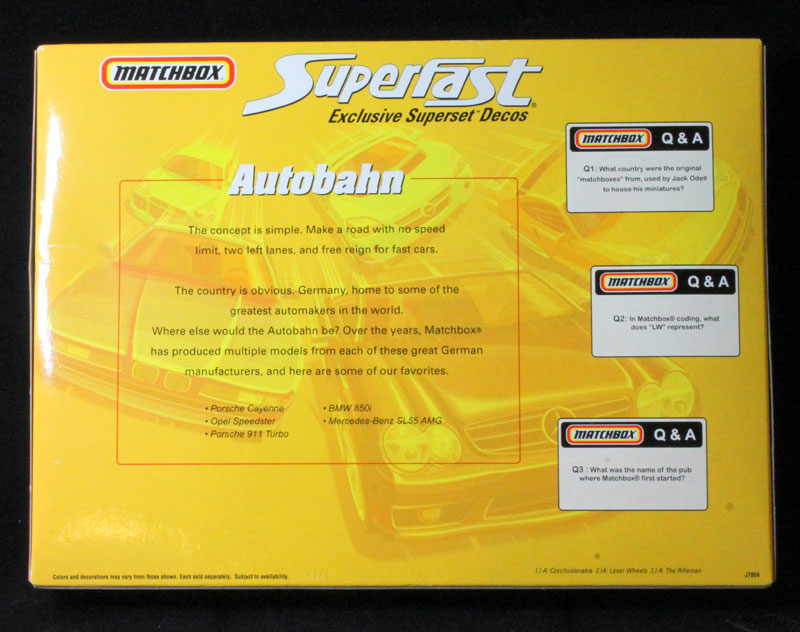 MATCHBOX
Superfast
Exclusive Superset™ Decos
Autobahn
The concept is simple. Make a road with no speed
limit, two left lanes, and free reign for fast cars.
The country is obvious. Germany, home to some of the
greatest automakers in the world.
Where else would the Autobahn be? Over the years, Matchbox®
has produced multiple models from each of these great German
manufacturers, and here are some of our favorites.
• Porsche Cayenne
• Opel Speedster
• Porsche 911 Turbo
• BMW 850i
• Mercedes-Benz SL55 AMG
MATCHBOX Q & A
Q1: What country were the original
"matchboxes" from, used by Jack Odell
to house his miniatures?
MATCHBOX Q & A
Q2: In Matchbox® coding, what
does "LW" represent?
MATCHBOX Q & A
Q3 : What was the name of the pub
where Matchbox® first started?
Colors and decorations may vary from those shown. Each sold separately. Subject to availability.
1.) A: Czechoslovakia 2.)A: Laser Wheels 3.) A: The Rifleman